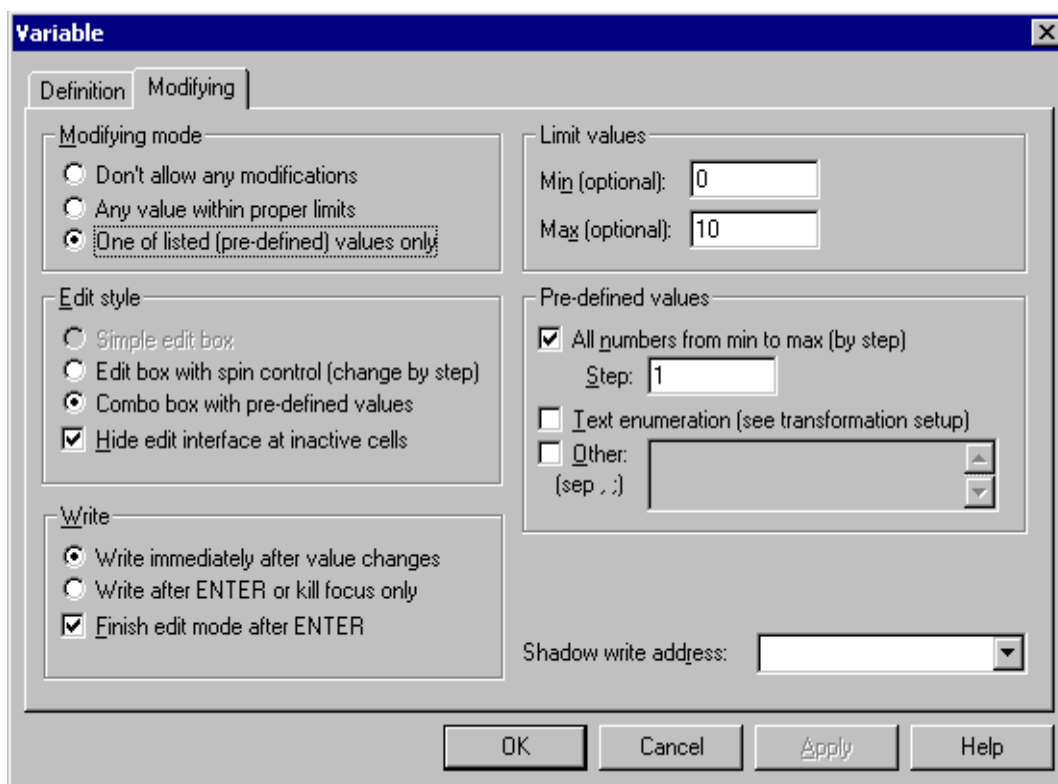 Variable
Definition
Modifying
Modifying mode
Don't allow any modifications
Any value within proper limits
One of listed (pre-defined) values only
Edit style
Simple edit box
Edit box with spin control (change by step)
Combo box with pre-defined values
Hide edit interface at inactive cells
Write
Write immediately after value changes
Write after ENTER or kill focus only
Finish edit mode after ENTER
Limit values
Min (optional): 0
Max (optional): 10
Pre-defined values
All numbers from min to max (by step)
Step: 1
Text enumeration (see transformation setup)
Other:
(sep , ;)
Shadow write address:
OK
Cancel
Apply
Help